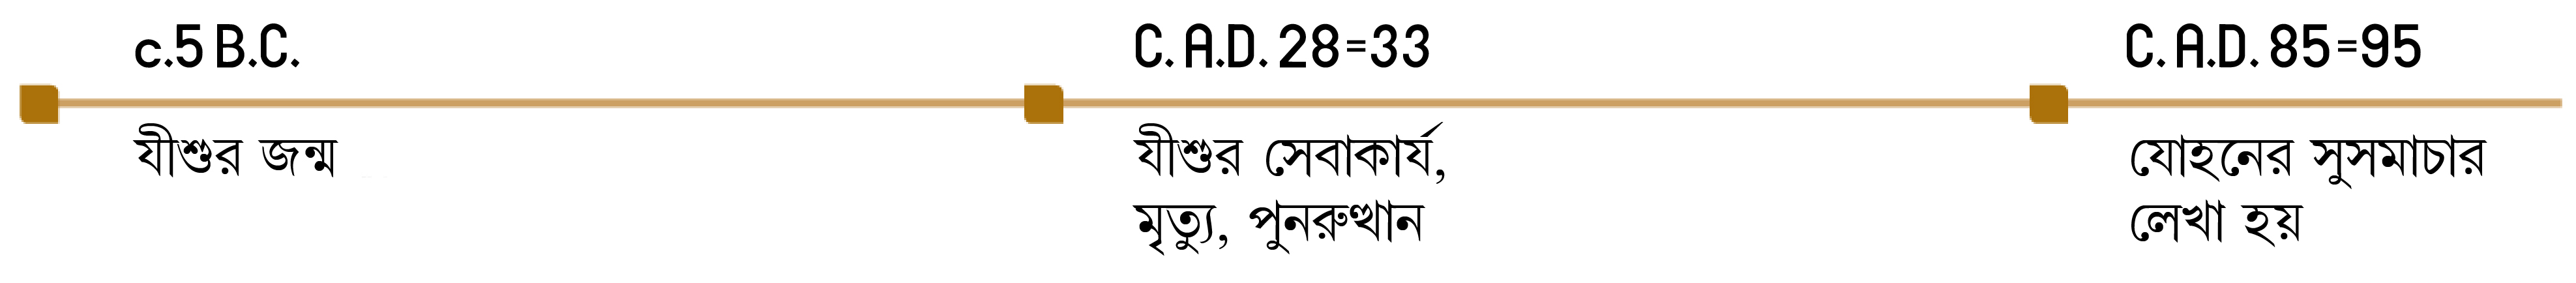 c.5 B.C.
যীশুর জন্ম
C. A.D. 28=33
যীশুর সেবাকার্য,
মৃত্যু, পুনরুত্থান
C. A.D. 85=95
যোহনের সুসমাচার
লেখা হয়